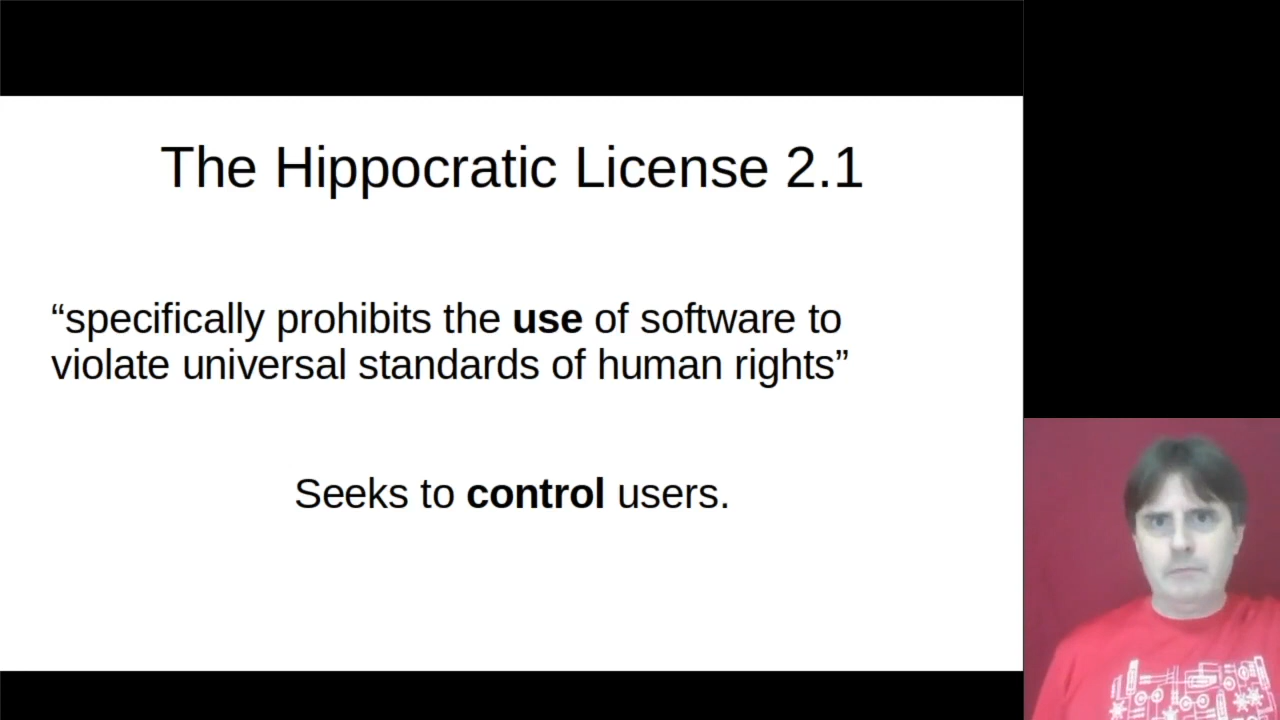 The Hippocratic License 2.1
“specifically prohibits the use of software to
violate universal standards of human rights”
Seeks to control users.